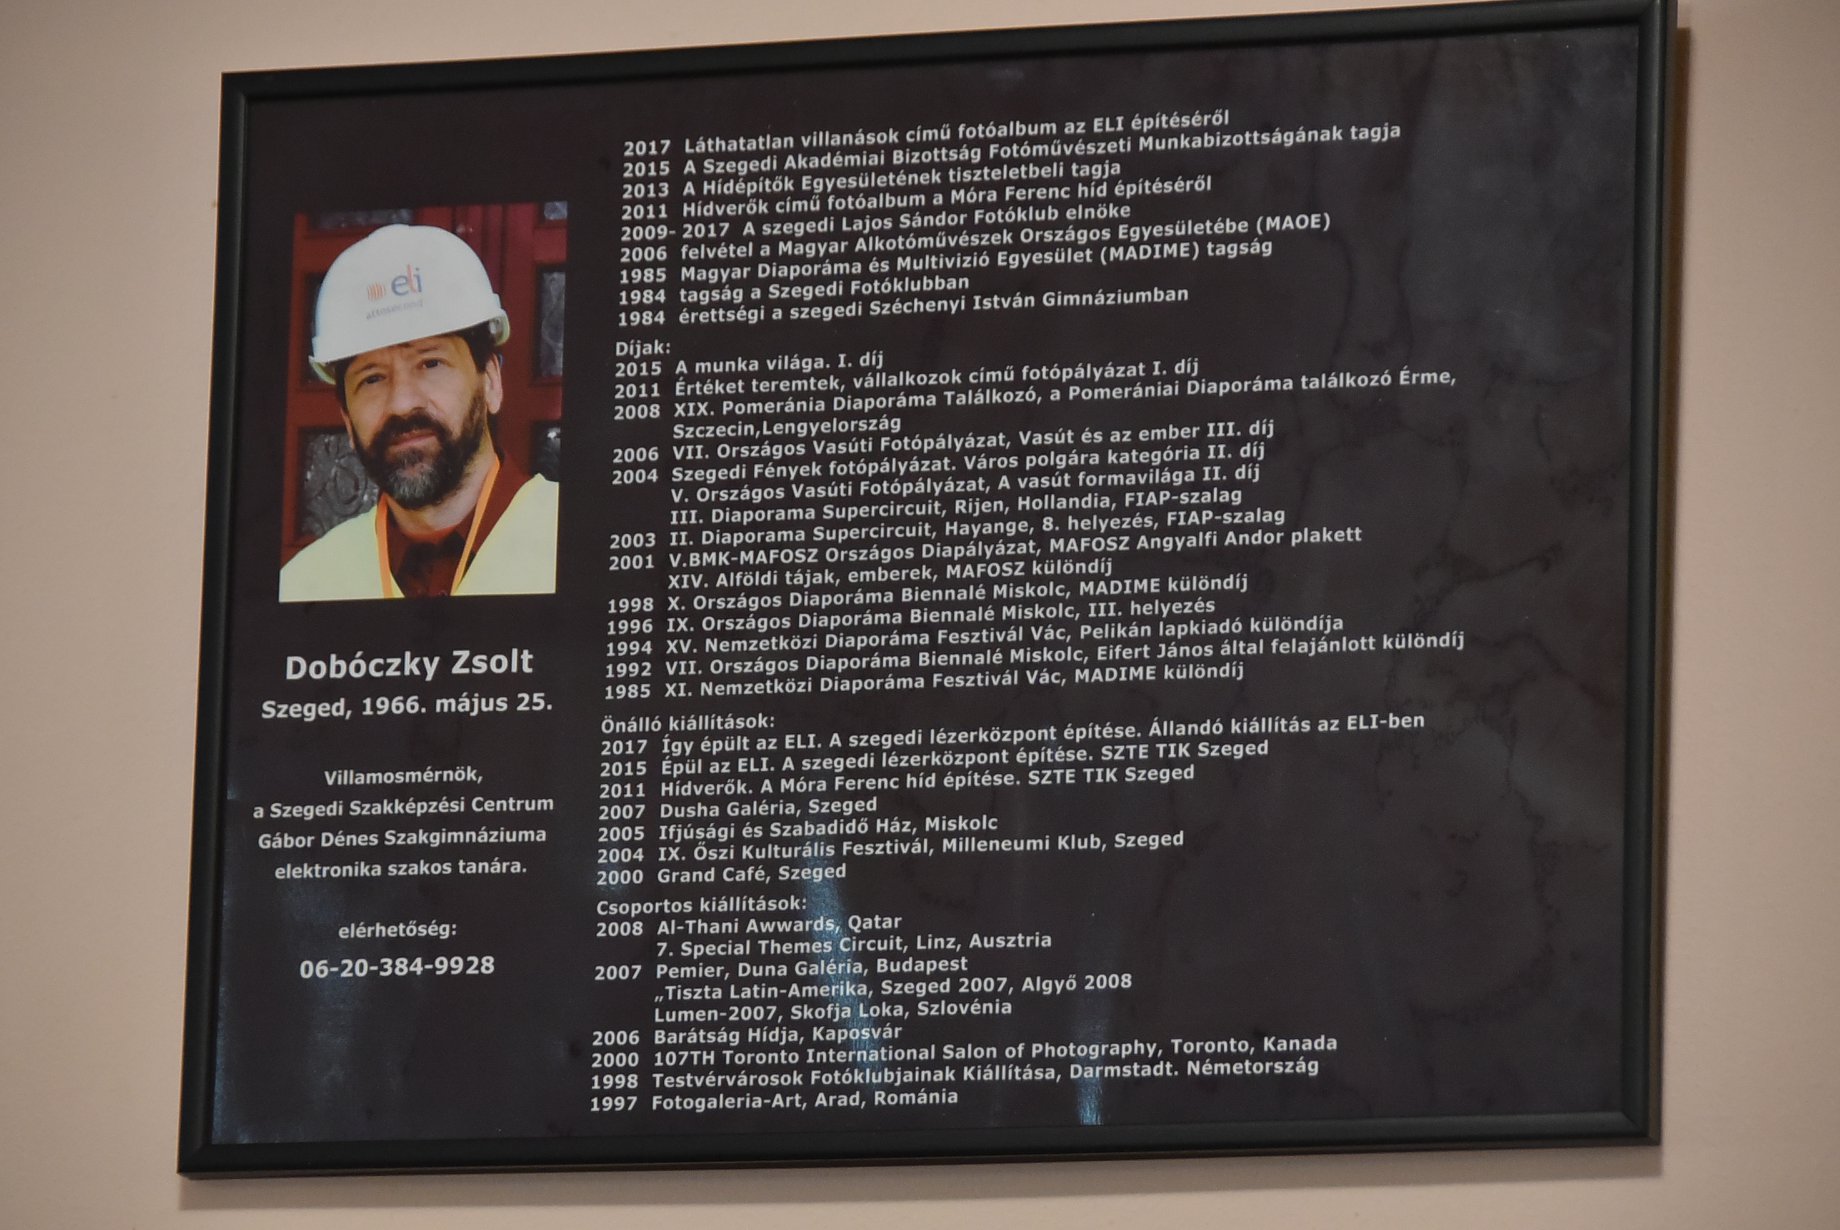 eli
attosecond
Dobóczky Zsolt
Szeged, 1966. május 25.
Villamosmérnök,
a Szegedi Szakképzési Centrum
Gábor Dénes Szakgimnáziuma
elektronika szakos tanára.
elérhetőség:
06-20-384-9928
2017 Láthatatlan villanások című fotóalbum az ELI építéséről
2015 A Szegedi Akadémiai Bizottság Fotóművészeti Munkabizottságának tagja
2013 A Hídépítők Egyesületének tiszteletbeli tagja
2011 Hídverők című fotóalbum a Móra Ferenc híd építéséről
2009- 2017 A szegedi Lajos Sándor Fotóklub elnöke
2006 felvétel a Magyar Alkotóművészek Országos Egyesületébe (MAOE)
1985 Magyar Diaporáma és Multivizió Egyesület (MADIME) tagság
1984 tagság a Szegedi Fotóklubban
1984 érettségi a szegedi Széchenyi István Gimnáziumban
Díjak:
2015 A munka világa. I. díj
2011 Értéket teremtek, vállalkozok című fotópályázat I. díj
2008 XIX. Pomeránia Diaporáma Találkozó, a Pomerániai Diaporáma találkozó Érme,
Szczecin,Lengyelország
2006 VII. Országos Vasúti Fotópályázat, Vasút és az ember III. díj
2004 Szegedi Fények fotópályázat. Város polgára kategória II. díj
V. Országos Vasúti Fotópályázat, A vasút formavilága II. díj
III. Diaporama Supercircuit, Rijen, Hollandia, FIAP-szalag
2003 II. Diaporama Supercircuit, Hayange, 8. helyezés, FIAP-szalag
2001 V.BMK-MAFOSZ Országos Diapályázat, MAFOSZ Angyalfi Andor plakett
XIV. Alföldi tájak, emberek, MAFOSZ különdíj
1998 X. Országos Diaporáma Biennalé Miskolc, MADIME különdíj
1996 IX. Országos Diaporáma Biennalé Miskolc, III. helyezés
1994 XV. Nemzetközi Diaporáma Fesztivál Vác, Pelikán lapkiadó különdíja
1992 VII. Országos Diaporáma Biennalé Miskolc, Eifert János által felajánlott különdíj
1985 XI. Nemzetközi Diaporáma Fesztivál Vác, MADIME különdíj
Önálló kiállítások:
2017 Így épült az ELI. A szegedi lézerközpont építése. Állandó kiállítás az ELI-ben
2015 Épül az ELI. A szegedi lézerközpont építése. SZTE TIK Szeged
2011 Hídverők. A Móra Ferenc híd építése. SZTE TIK Szeged
2007 Dusha Galéria, Szeged
2005 Ifjúsági és Szabadidő Ház, Miskolc
2004 IX. Őszi Kulturális Fesztivál, Milleneumi Klub, Szeged
2000 Grand Café, Szeged
Csoportos kiállítások:
2008 Al-Thani Awwards, Qatar
7. Special Themes Circuit, Linz, Ausztria
2007 Pemier, Duna Galéria, Budapest
„Tiszta Latin-Amerika, Szeged 2007, Algyő 2008
Lumen-2007, Skofja Loka, Szlovénia
2006 Barátság Hídja, Kaposvár
2000 107TH Toronto International Salon of Photography, Toronto, Kanada
1998 Testvérvárosok Fotóklubjainak Kiállítása, Darmstadt. Németország
1997 Fotogaleria-Art, Arad, Románia